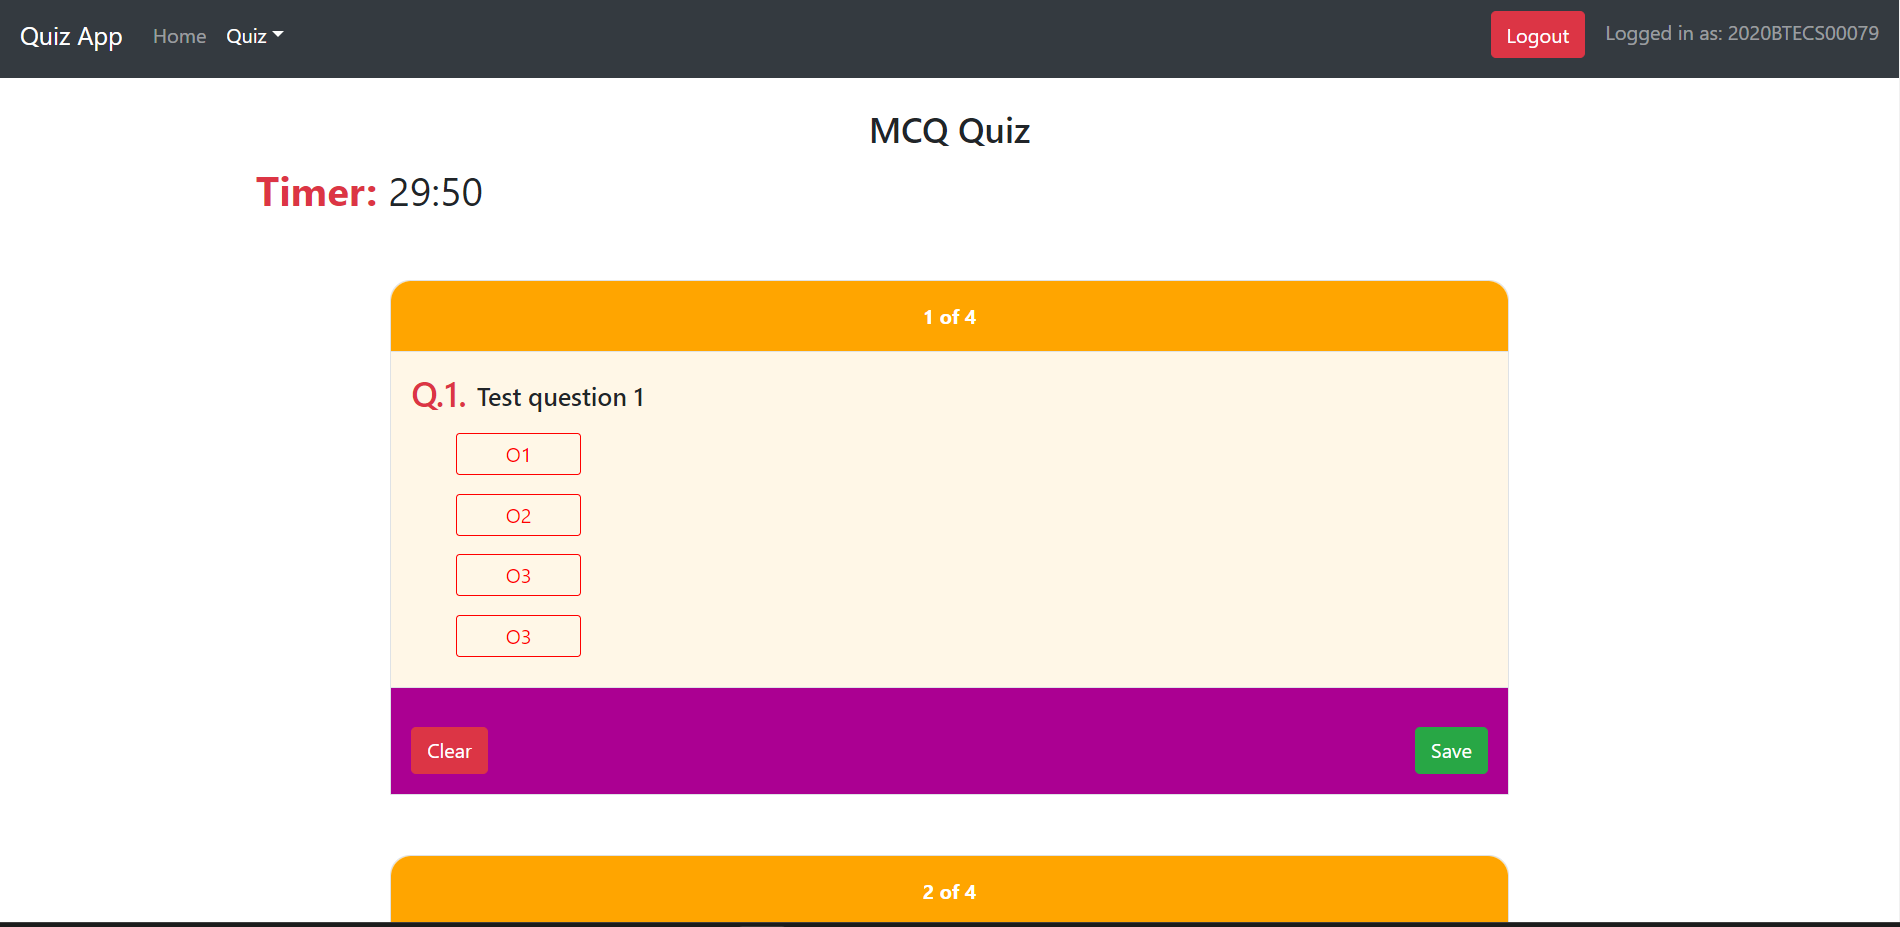 Quiz App Home Quiz Logout Logged in as: 2020BTECS00079
MCQ Quiz
Timer: 29:50
1 of 4
Q.1. Test question 1
O1
O2
O3
O3
Clear Save
2 of 4